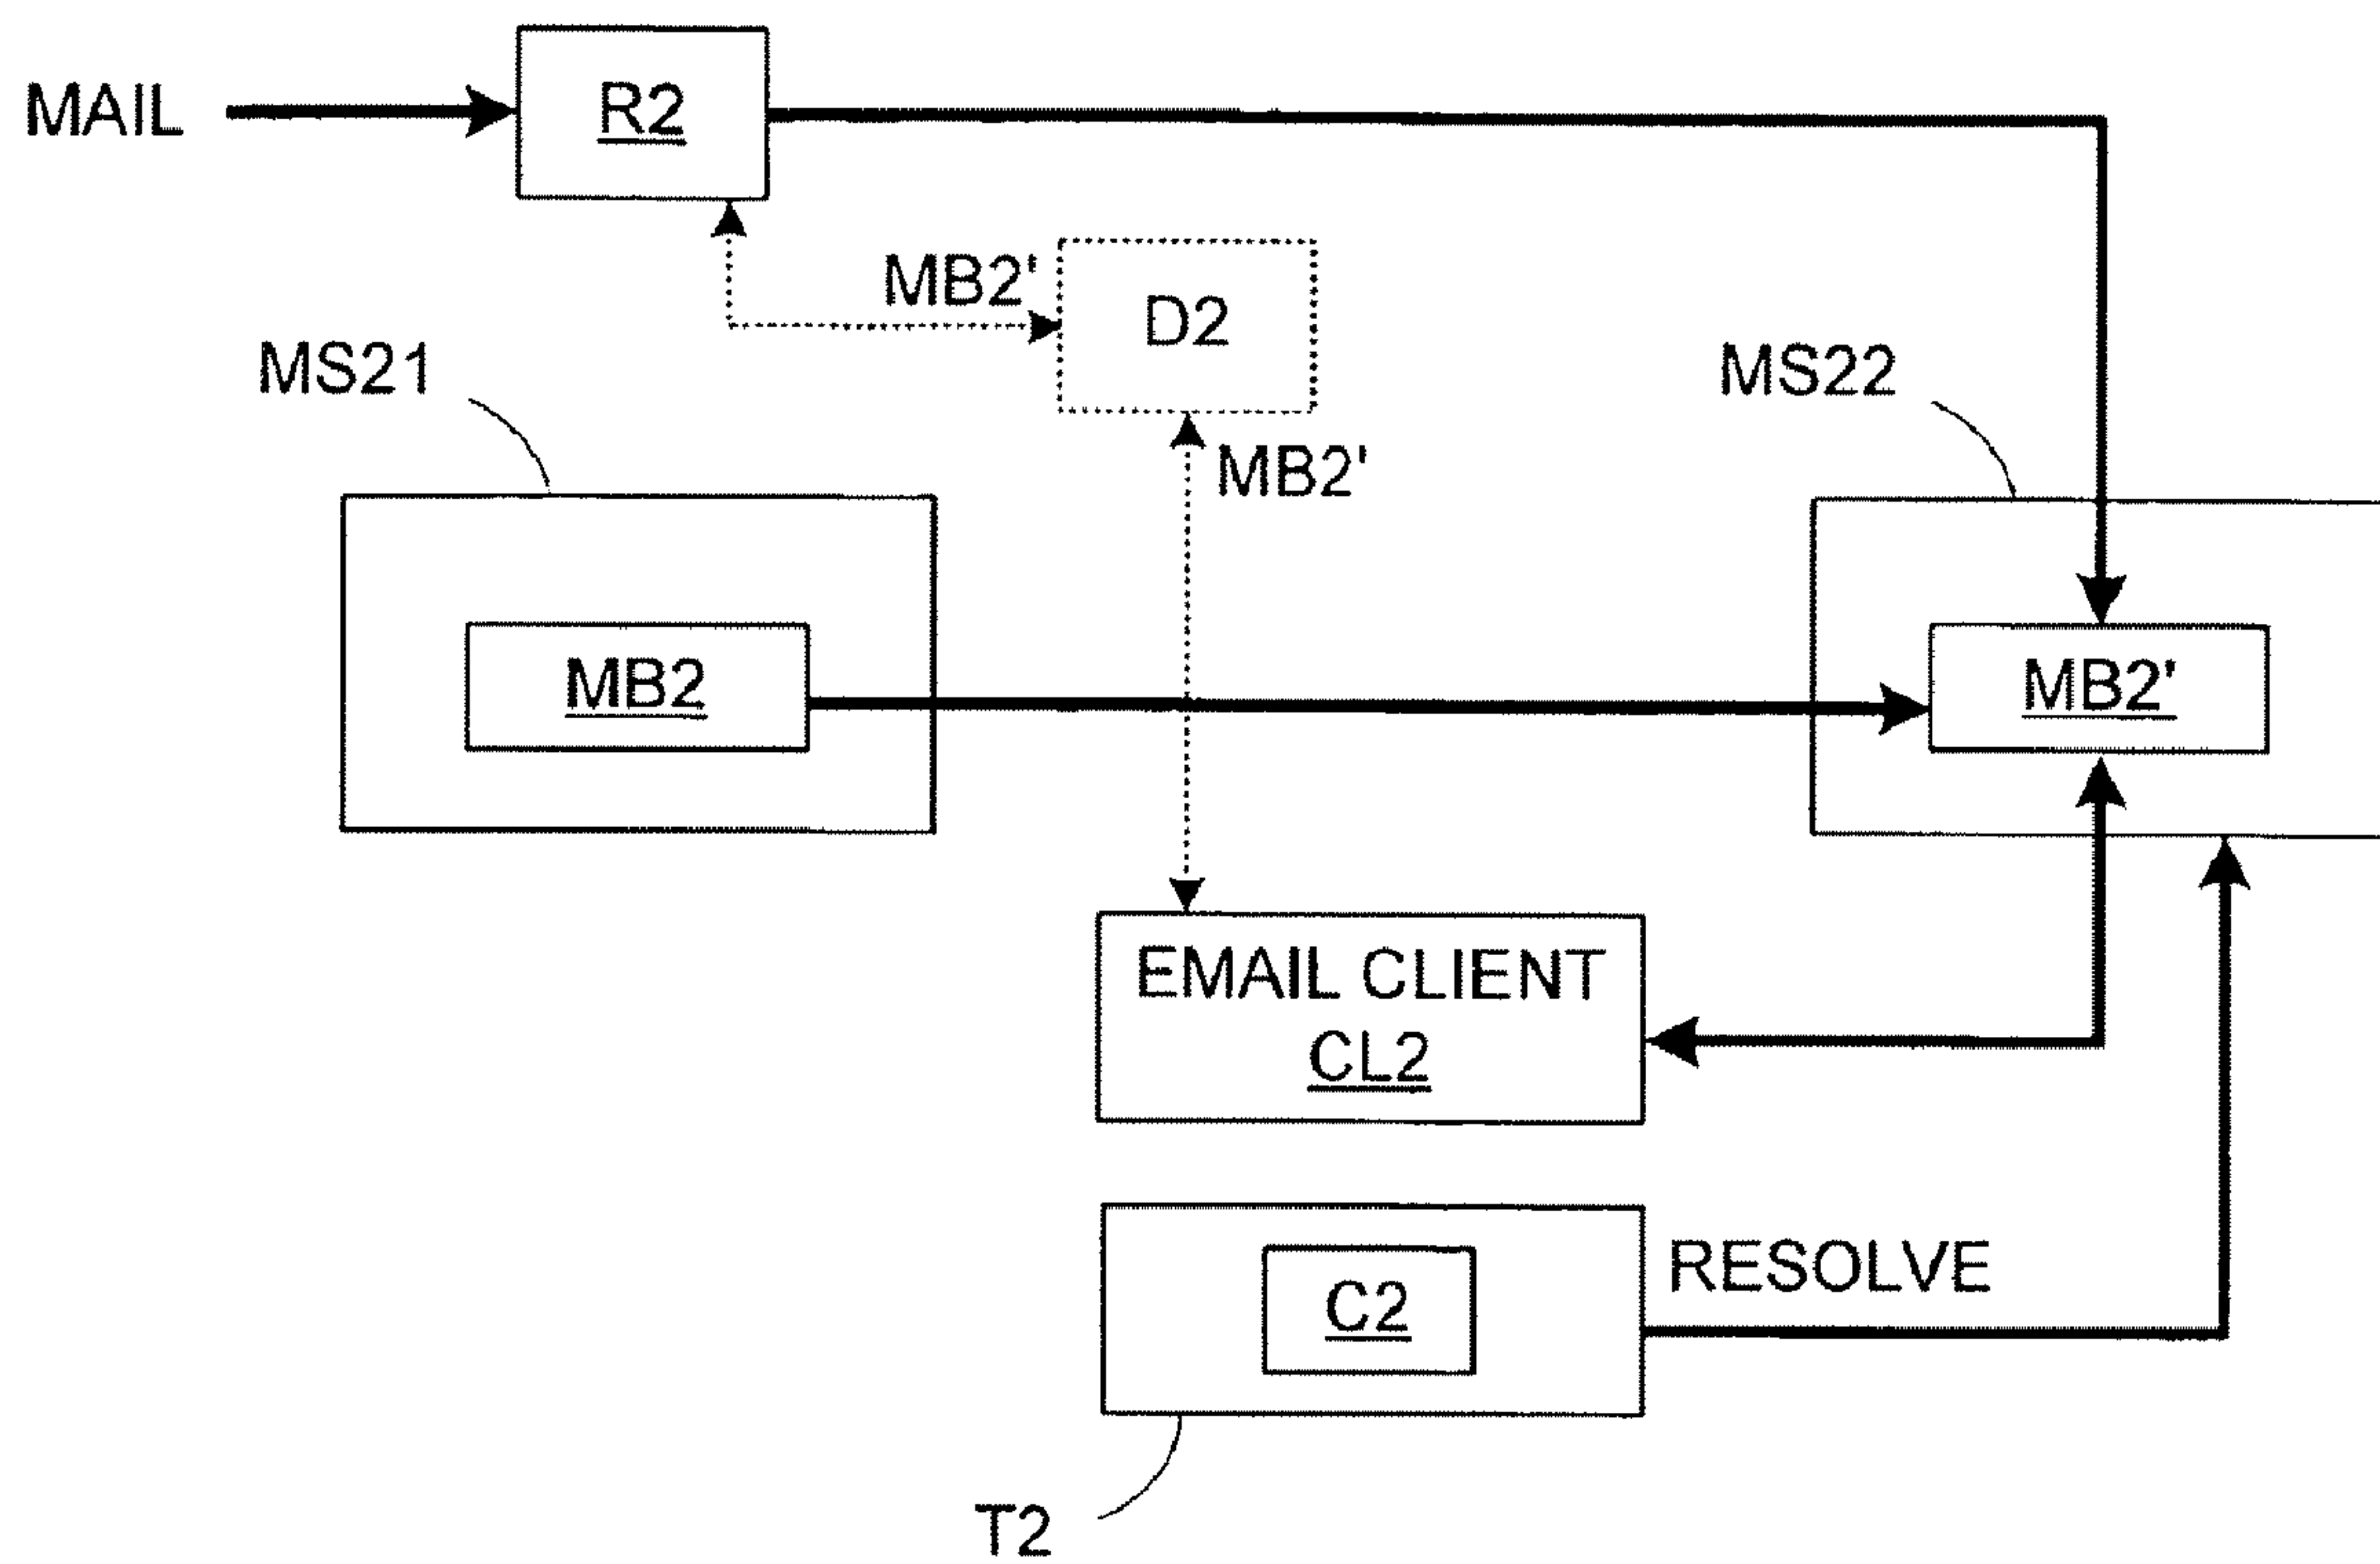 MAIL
R2
MB2'
D2
MS21
MS22
MB2'
MB2
MB2'
EMAIL CLIENT
CL2
C2
RESOLVE
T2